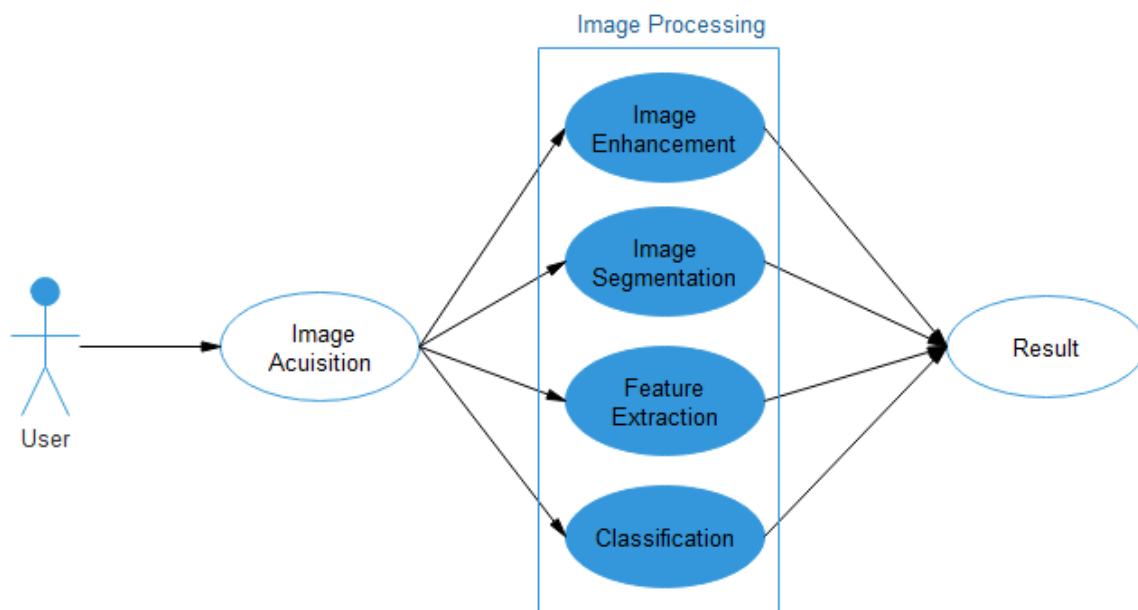 Image Processing
Image
Enhancement
Image
Segmentation
User
Image
Acuisition
Feature
Extraction
Classification
Result